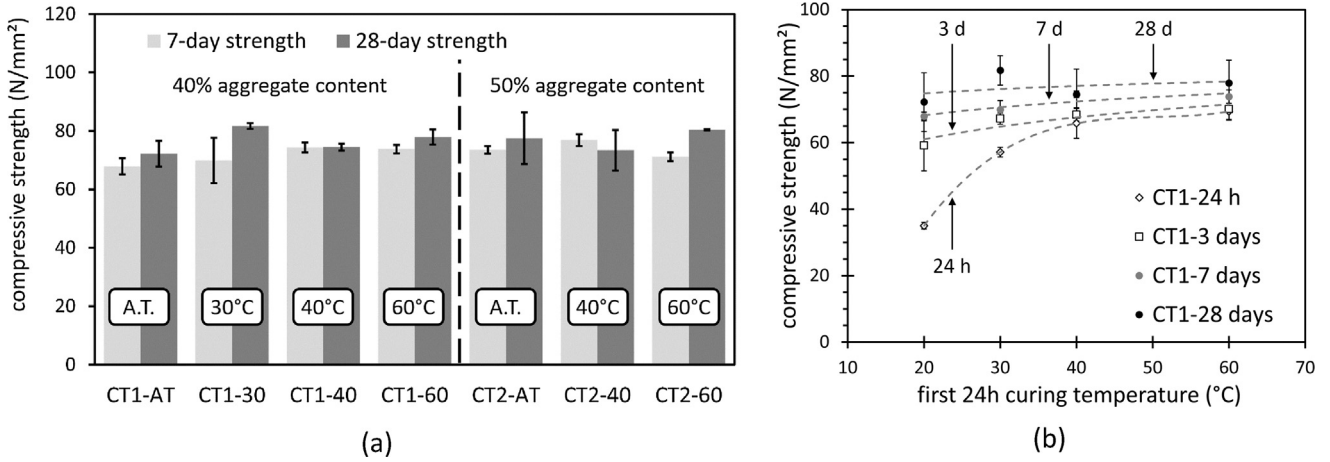 compressive strength (N/mm²)
120
100
80
60
40
20
0
7-day strength
28-day strength
40% aggregate content
50% aggregate content
A.T.
30°C
40°C
60°C
A.T.
40°C
60°C
CT1-AT
CT1-30
CT1-40
CT1-60
CT2-AT
CT2-40
CT2-60
(a)
compressive strength (N/mm²)
100
80
60
40
20
0
3 d
7 d
28 d
24 h
CT1-24 h
CT1-3 days
CT1-7 days
CT1-28 days
10
20
30
40
50
60
70
first 24h curing temperature (°C)
(b)